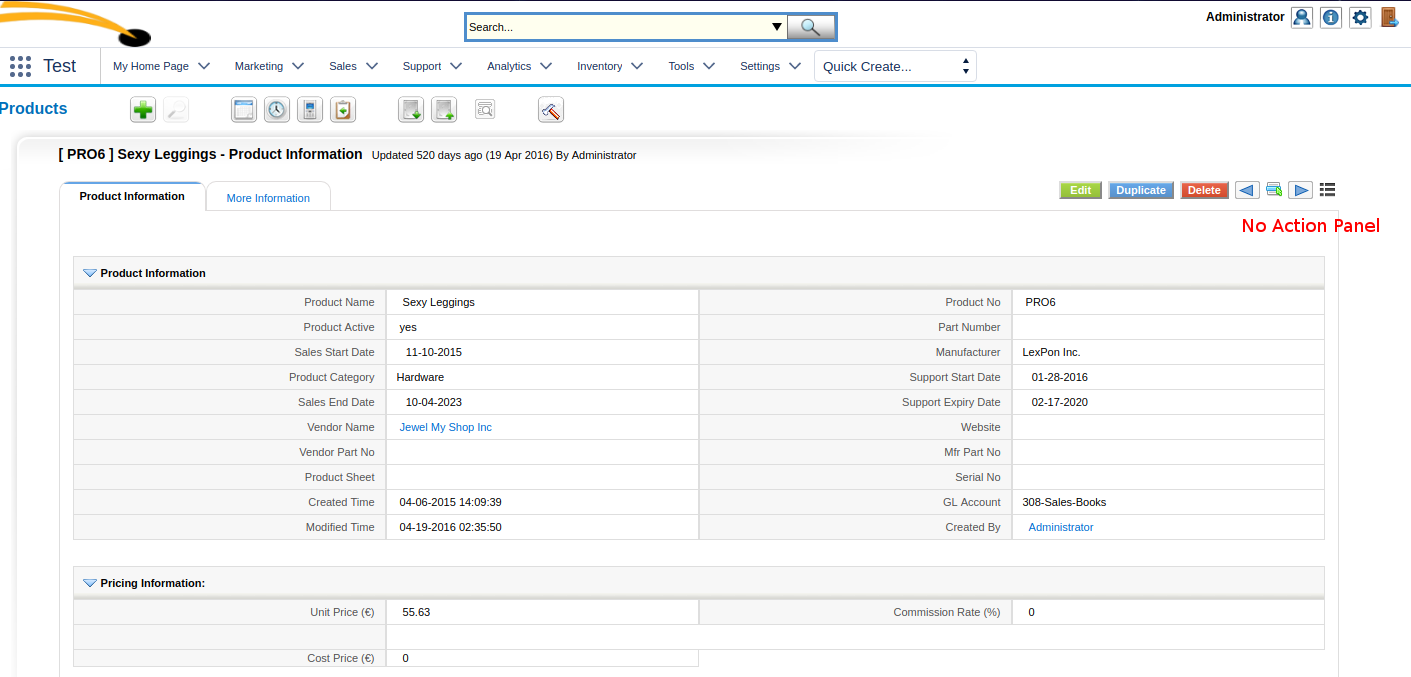 Administrator
Search...
Test My Home Page Marketing Sales Support Analytics Inventory Tools Settings Quick Create...
Products
[ PRO6 ] Sexy Leggings - Product Information Updated 520 days ago (19 Apr 2016) By Administrator
Product Information More Information Edit Duplicate Delete
No Action Panel
Product Information
Product Name Sexy Leggings Product No PRO6
Product Active yes Part Number
Sales Start Date 11-10-2015 Manufacturer LexPon Inc.
Product Category Hardware Support Start Date 01-28-2016
Sales End Date 10-04-2023 Support Expiry Date 02-17-2020
Vendor Name Jewel My Shop Inc Website
Vendor Part No Mfr Part No
Product Sheet Serial No
Created Time 04-06-2015 14:09:39 GL Account 308-Sales-Books
Modified Time 04-19-2016 02:35:50 Created By Administrator
Pricing Information:
Unit Price (€) 55.63 Commission Rate (%) 0
Cost Price (€) 0